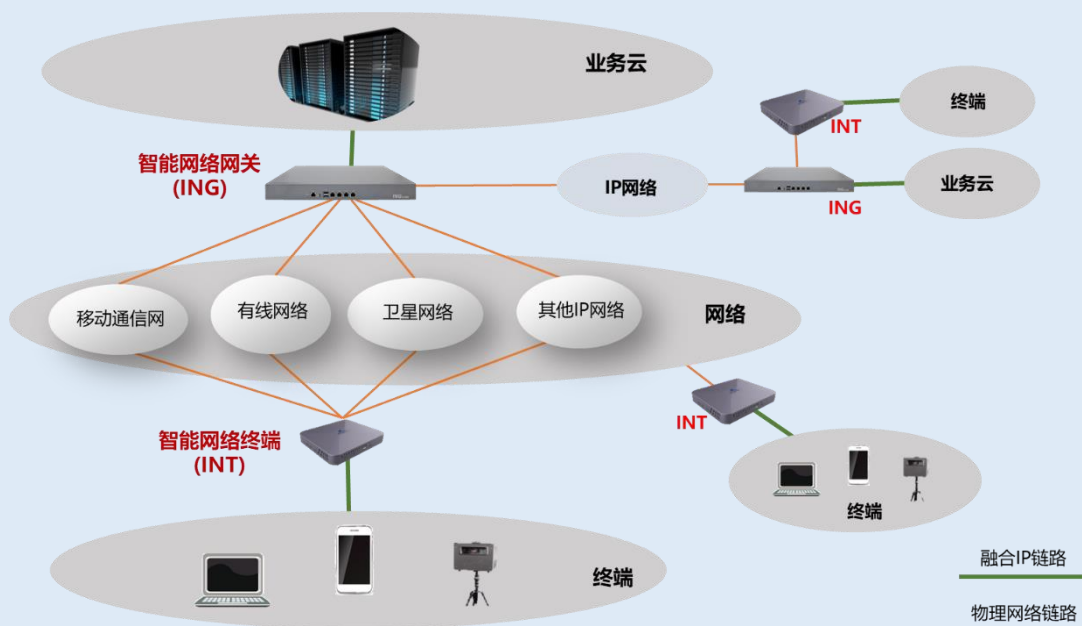 业务云
终端
INT
智能网络网关
(ING)
IP网络
业务云
ING
移动通信网
有线网络
卫星网络
其他IP网络
网络
INT
智能网络终端
(INT)
终端
终端
融合IP链路
物理网络链路